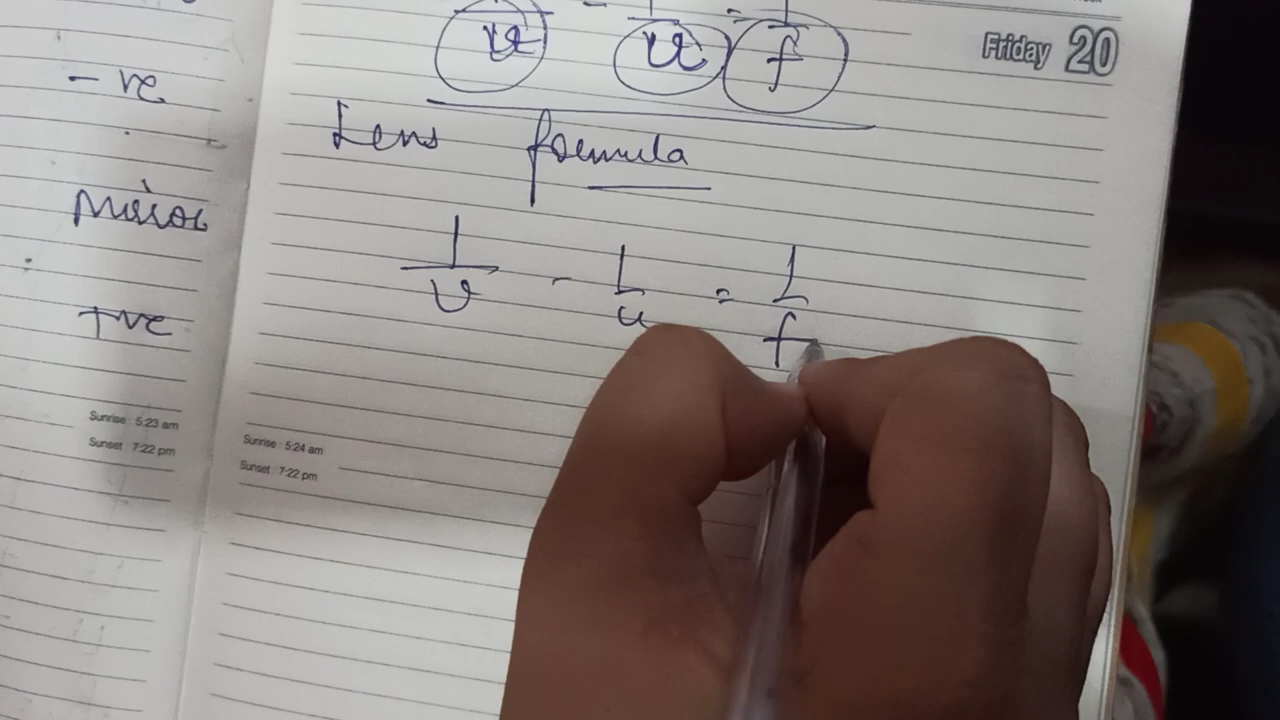 - ve
Mirror
+ve
Sunrise : 5:23 am
Sunset : 7:22 pm
Friday 20
v - u = f
Lens formula
1/v - 1/u = 1/f
Sunrise : 5:24 am
Sunset : 7:22 pm